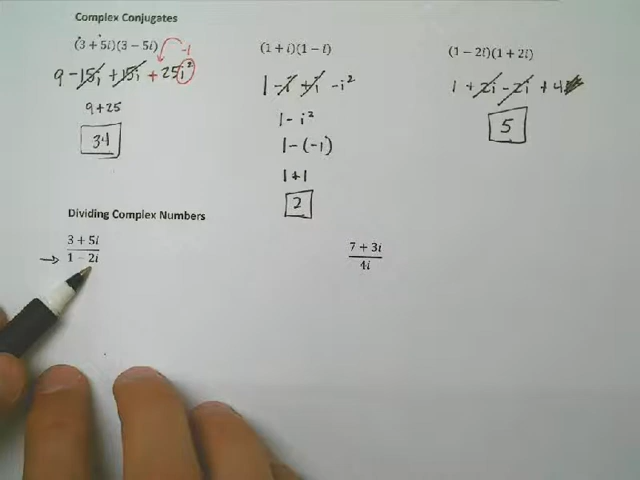 Complex Conjugates
(3 + 5i)(3 − 5i)
-1
9 - 15i + 15i + 25i²
9 + 25
34
(1 + i)(1 − i)
1 - i + i - i²
1 - i²
1 - (-1)
1 + 1
2
(1 − 2i)(1 + 2i)
1 + 2i - 2i + 4
5
Dividing Complex Numbers
3 + 5i
→ 1 − 2i
7 + 3i
4i